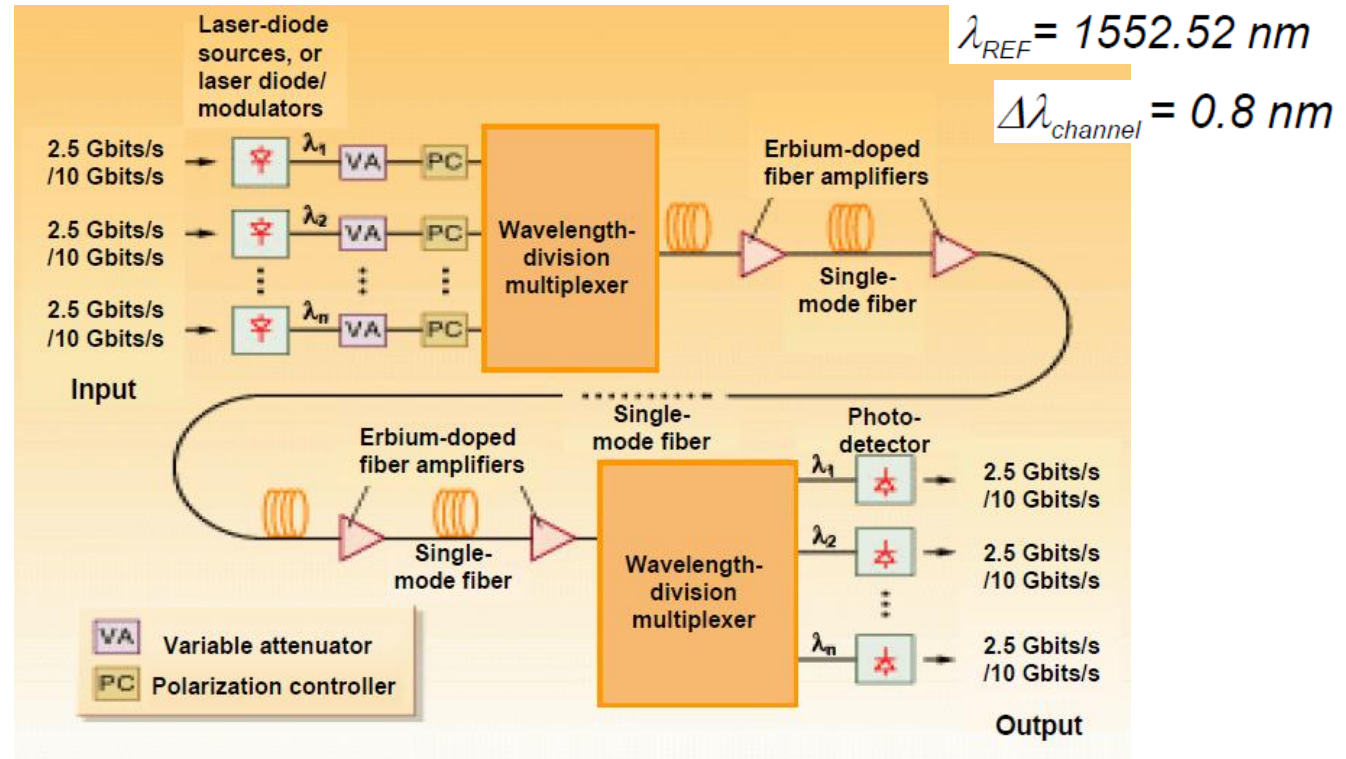 Laser-diode
sources, or
laser diode/
modulators
λREF= 1552.52 nm
Δλchannel = 0.8 nm
2.5 Gbits/s
/10 Gbits/s
λ1
VA
PC
2.5 Gbits/s
/10 Gbits/s
λ2
VA
PC
2.5 Gbits/s
/10 Gbits/s
λn
VA
PC
Input
Wavelength-
division
multiplexer
Erbium-doped
fiber amplifiers
Single-
mode fiber
Single-
mode fiber
Erbium-doped
fiber amplifiers
Single-
mode fiber
Wavelength-
division
multiplexer
Photo-
detector
λ1
2.5 Gbits/s
/10 Gbits/s
λ2
2.5 Gbits/s
/10 Gbits/s
λn
2.5 Gbits/s
/10 Gbits/s
Output
VA
Variable attenuator
PC
Polarization controller